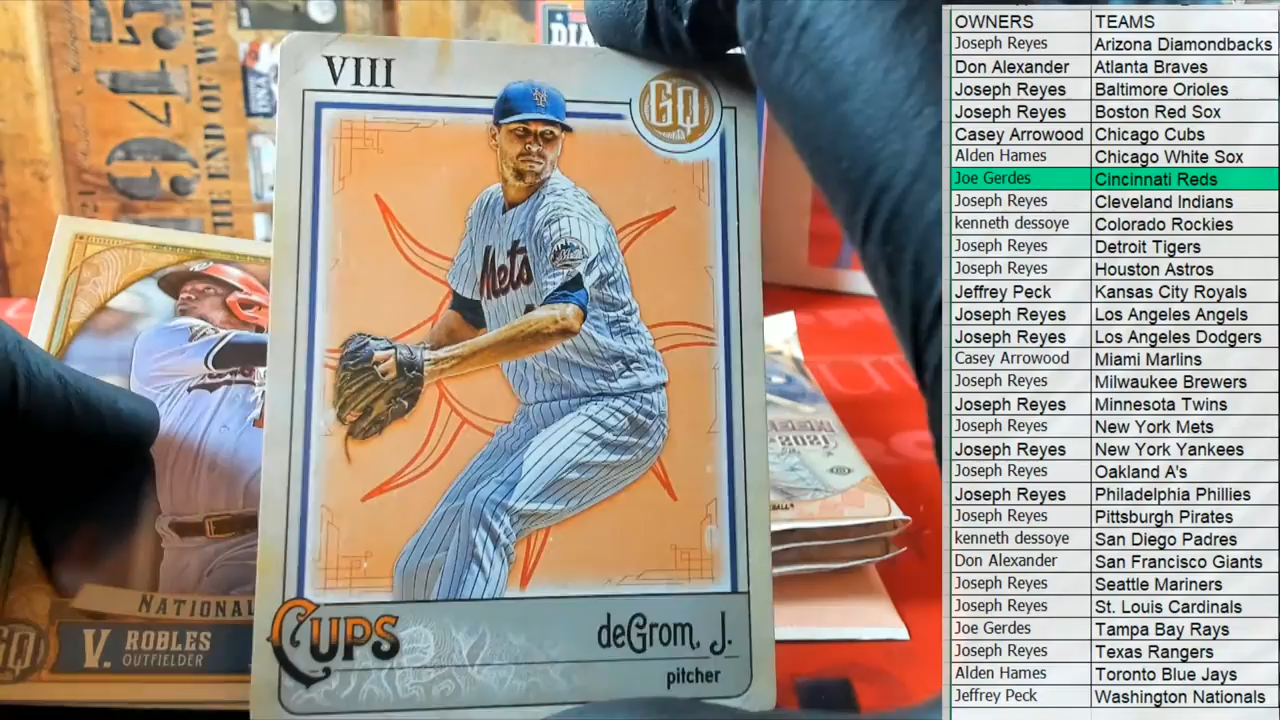 THE END OF WWI
DIA
VIII
GQ
Mets
NATIONAL
V. ROBLES
OUTFIELDER
GQ
CUPS
deGrom, J.
pitcher
OWNERS TEAMS
Joseph Reyes Arizona Diamondbacks
Don Alexander Atlanta Braves
Joseph Reyes Baltimore Orioles
Joseph Reyes Boston Red Sox
Casey Arrowood Chicago Cubs
Alden Hames Chicago White Sox
Joe Gerdes Cincinnati Reds
Joseph Reyes Cleveland Indians
kenneth dessoye Colorado Rockies
Joseph Reyes Detroit Tigers
Joseph Reyes Houston Astros
Jeffrey Peck Kansas City Royals
Joseph Reyes Los Angeles Angels
Joseph Reyes Los Angeles Dodgers
Casey Arrowood Miami Marlins
Joseph Reyes Milwaukee Brewers
Joseph Reyes Minnesota Twins
Joseph Reyes New York Mets
Joseph Reyes New York Yankees
Joseph Reyes Oakland A's
Joseph Reyes Philadelphia Phillies
Joseph Reyes Pittsburgh Pirates
kenneth dessoye San Diego Padres
Don Alexander San Francisco Giants
Joseph Reyes Seattle Mariners
Joseph Reyes St. Louis Cardinals
Joe Gerdes Tampa Bay Rays
Joseph Reyes Texas Rangers
Alden Hames Toronto Blue Jays
Jeffrey Peck Washington Nationals